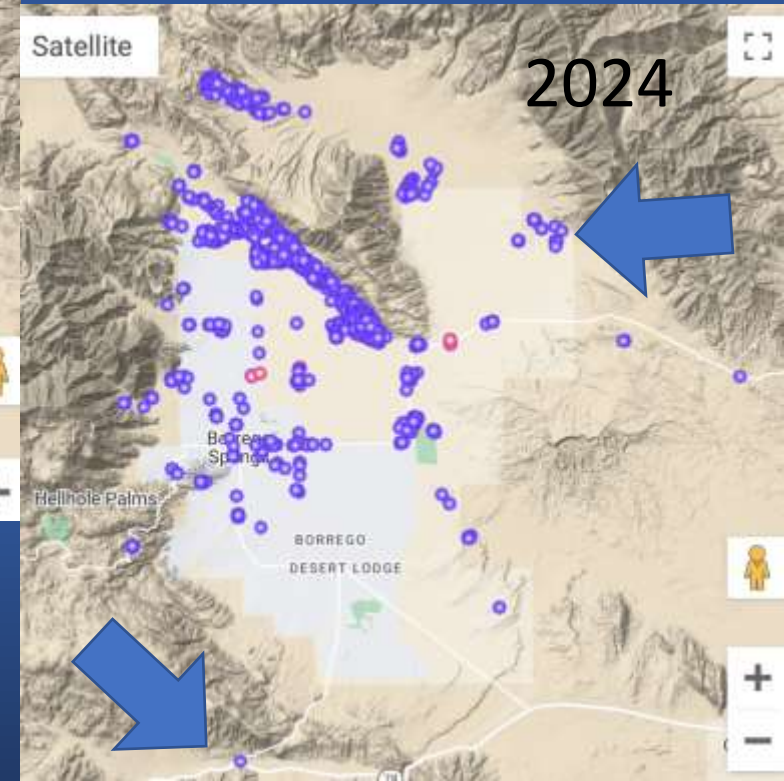 Satellite
2024
Borrego
Springs
Hellhole Palms
BORREGO
DESERT LODGE
78